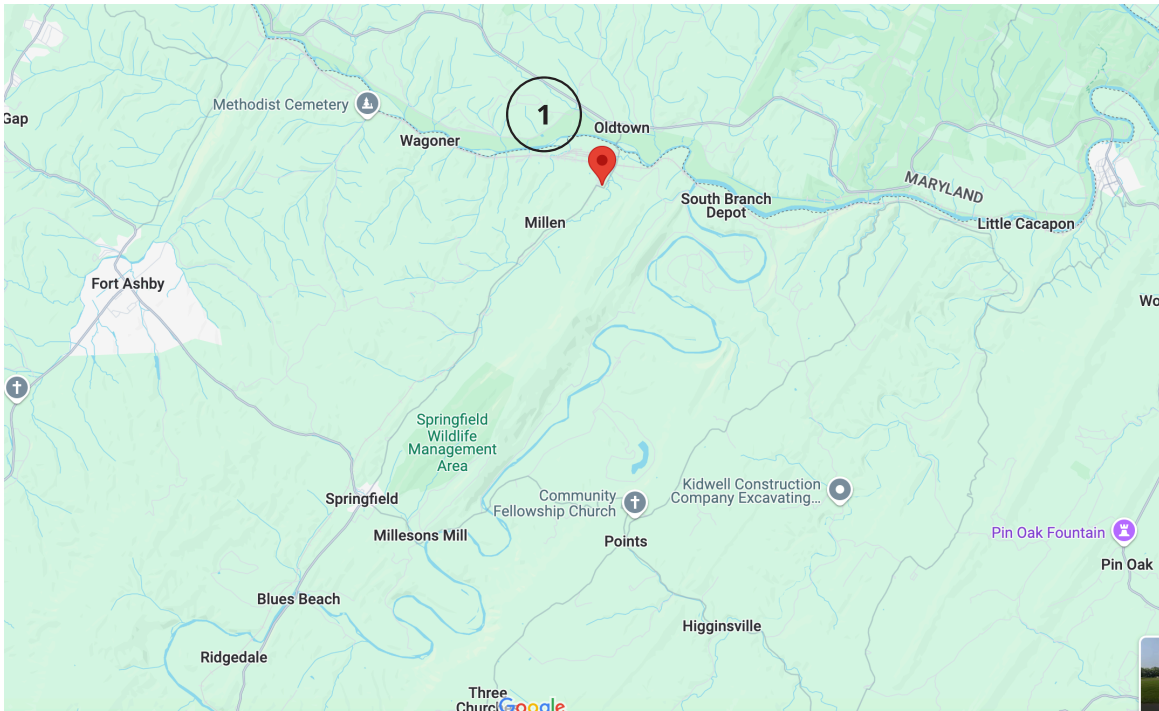 Gap
Methodist Cemetery
1
Oldtown
Wagoner
MARYLAND
South Branch
Depot
Millen
Little Cacapon
Fort Ashby
Wo
Springfield
Wildlife
Management
Area
Springfield
Community
Fellowship Church
Kidwell Construction
Company Excavating...
Millesons Mill
Points
Pin Oak Fountain
Pin Oak
Blues Beach
Higginsville
Ridgedale
Three
Church
Google